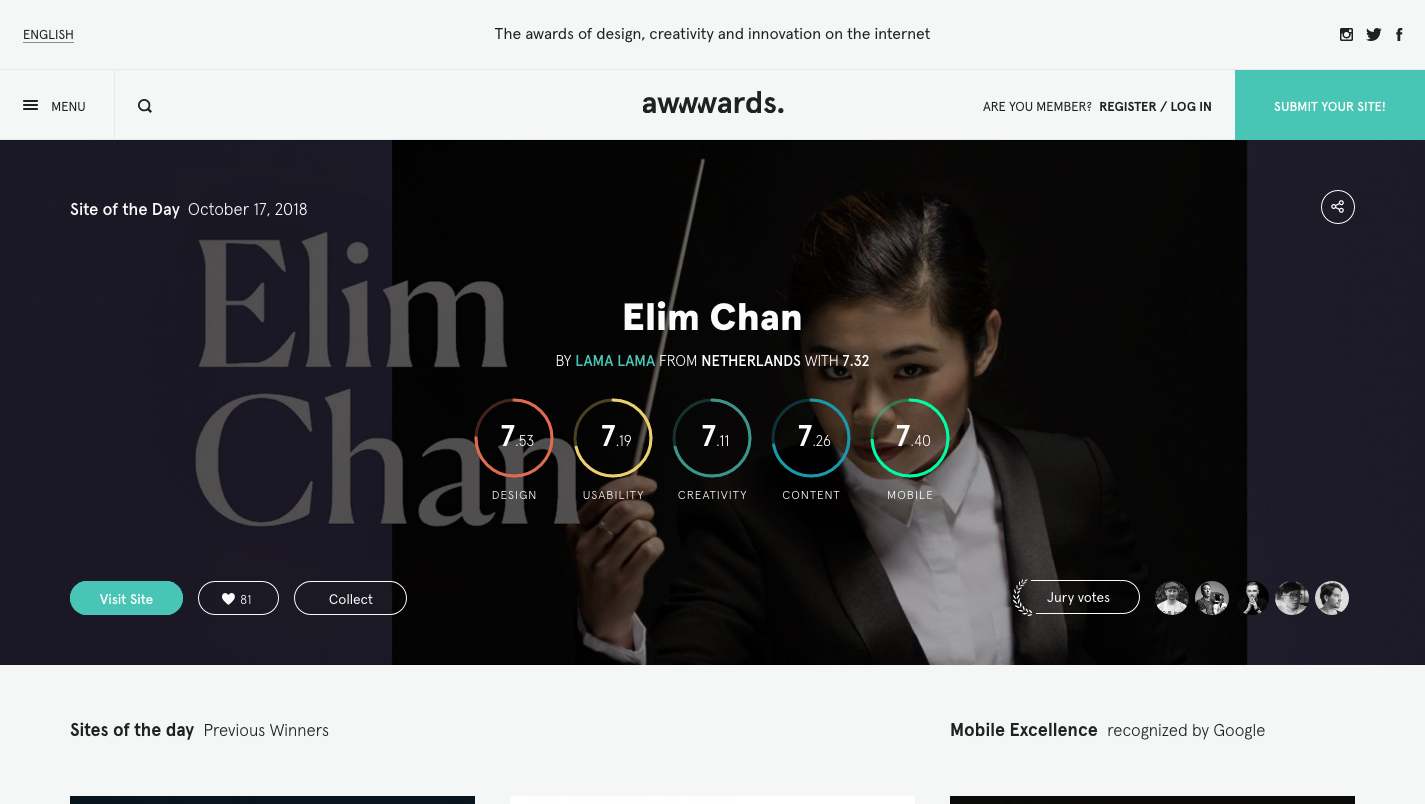 ENGLISH
The awards of design, creativity and innovation on the internet
MENU
awwwards.
ARE YOU MEMBER? REGISTER / LOG IN
SUBMIT YOUR SITE!
Site of the Day October 17, 2018
Elim
Chan
Elim Chan
BY LAMA LAMA FROM NETHERLANDS WITH 7.32
7.53 7.19 7.11 7.26 7.40
DESIGN USABILITY CREATIVITY CONTENT MOBILE
Visit Site
81
Collect
Jury votes
Sites of the day Previous Winners
Mobile Excellence recognized by Google